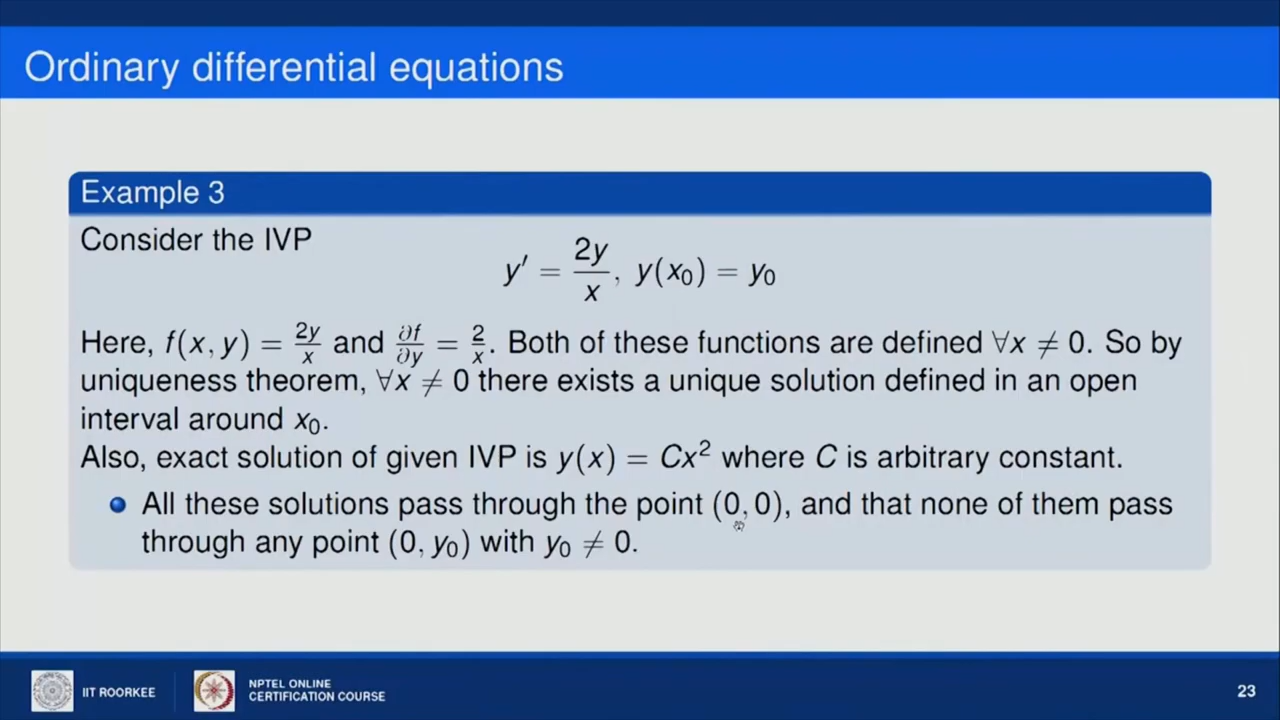 Ordinary differential equations
Example 3
Consider the IVP
y′ = 2y/x, y(x₀) = y₀
Here, f(x, y) = 2y/x and ∂f/∂y = 2/x. Both of these functions are defined ∀x ≠ 0. So by
uniqueness theorem, ∀x ≠ 0 there exists a unique solution defined in an open
interval around x₀.
Also, exact solution of given IVP is y(x) = Cx² where C is arbitrary constant.
All these solutions pass through the point (0, 0), and that none of them pass
through any point (0, y₀) with y₀ ≠ 0.
IIT ROORKEE
NPTEL ONLINE
CERTIFICATION COURSE
23